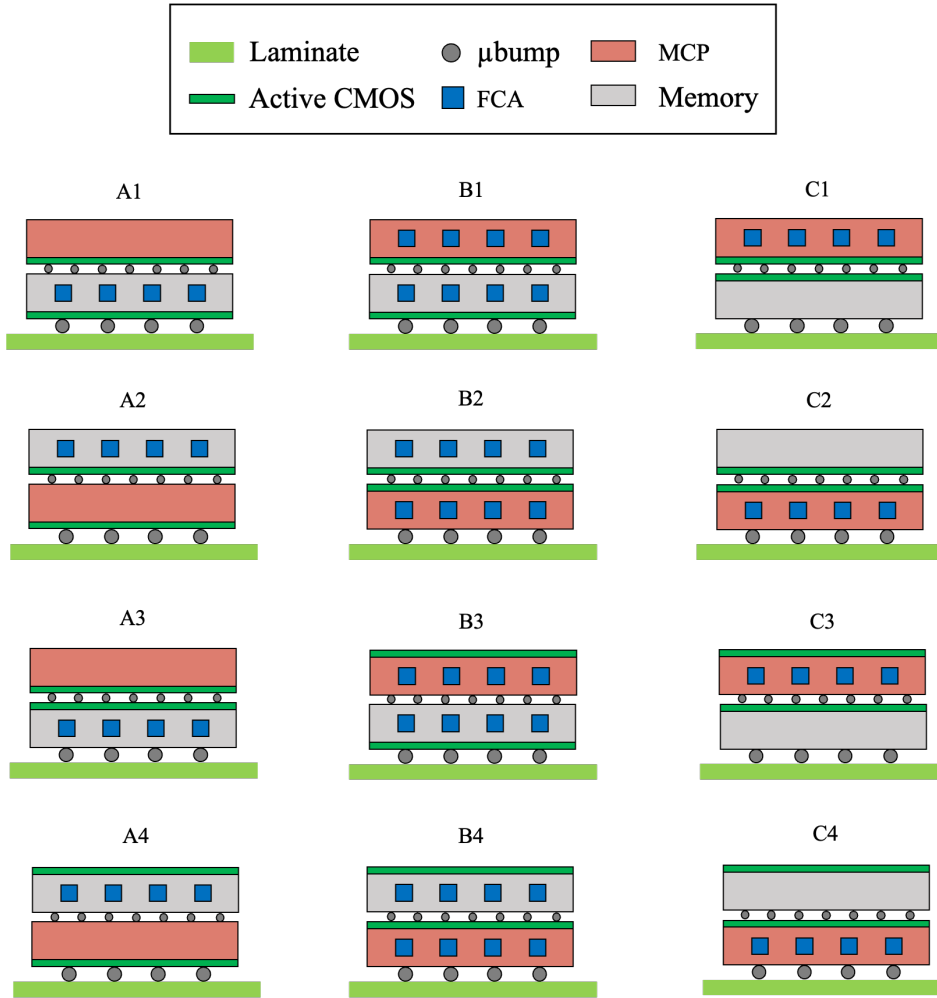 Laminate μbump MCP
Active CMOS FCA Memory
A1 B1 C1
A2 B2 C2
A3 B3 C3
A4 B4 C4